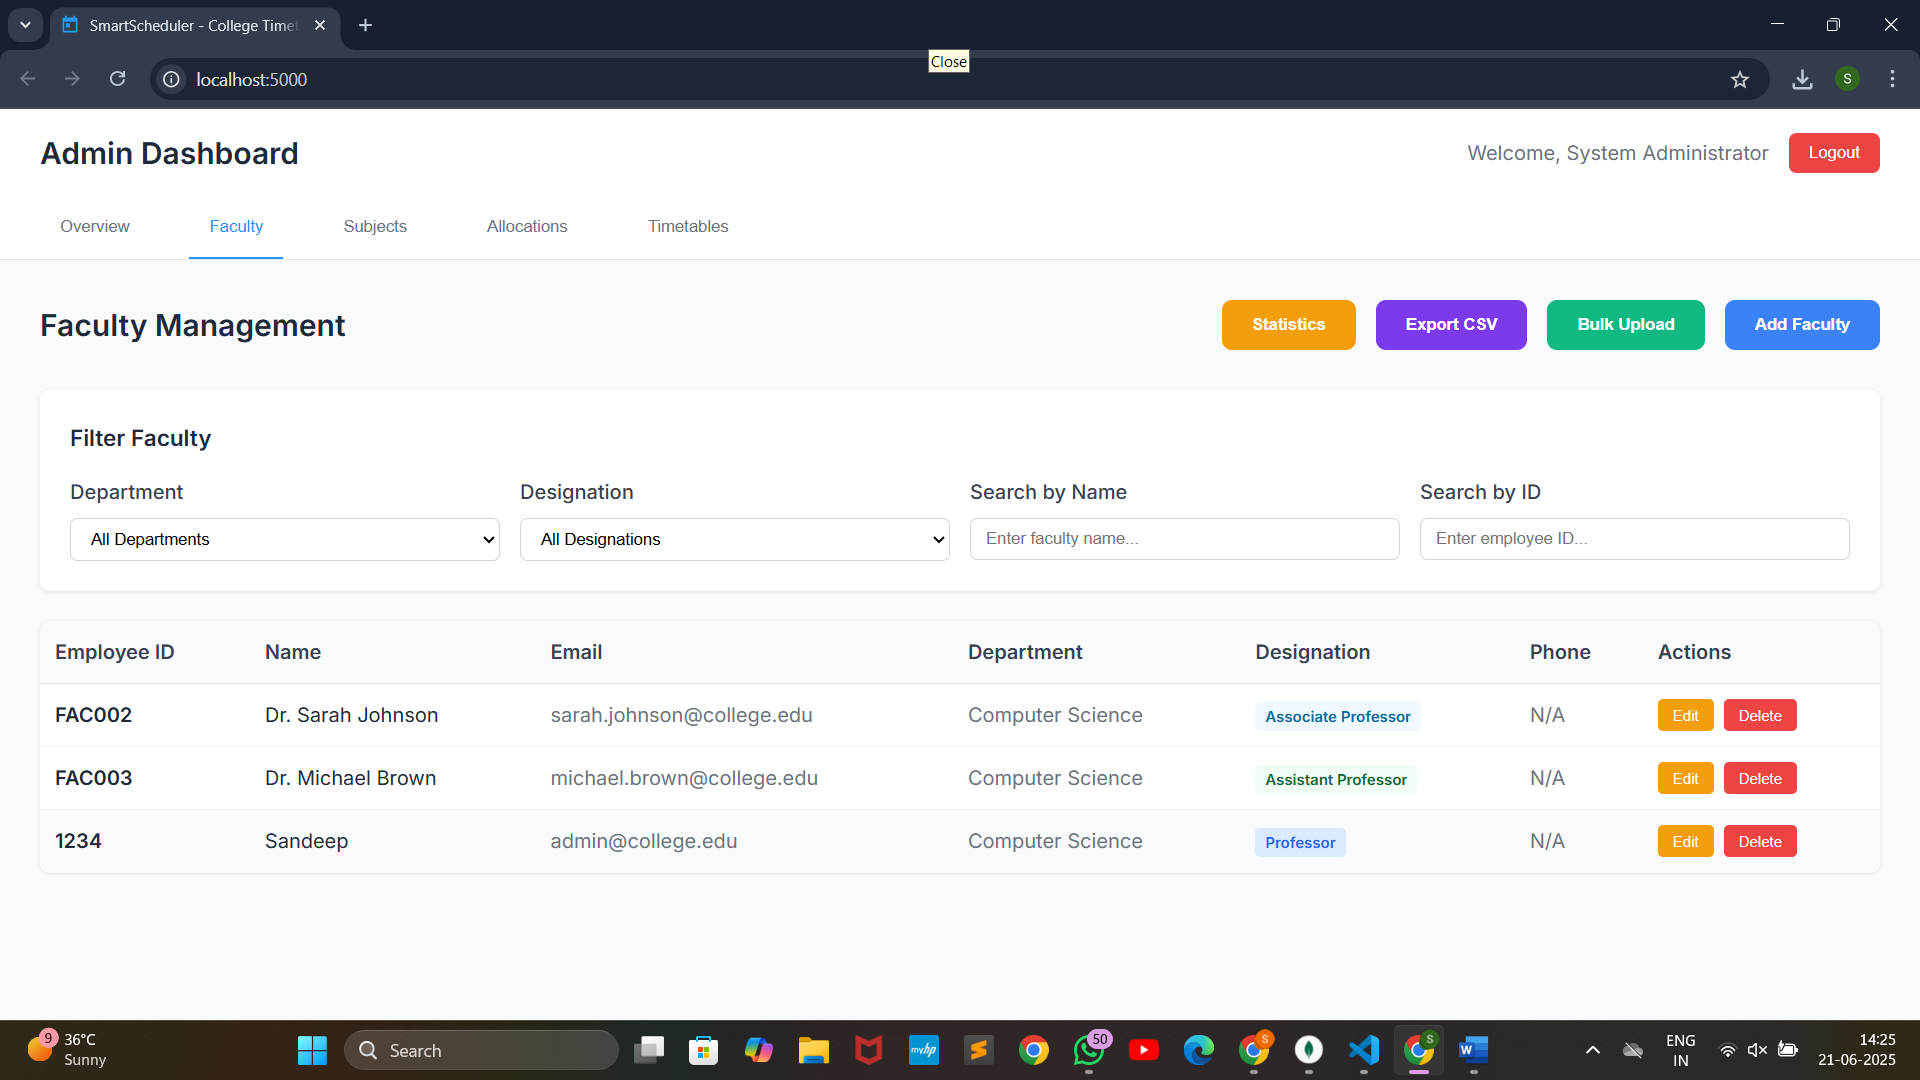 SmartScheduler - College Timet
localhost:5000
Close
S
Admin Dashboard
Welcome, System Administrator
Logout
Overview
Faculty
Subjects
Allocations
Timetables
Faculty Management
Statistics
Export CSV
Bulk Upload
Add Faculty
Filter Faculty
Department
Designation
Search by Name
Search by ID
All Departments
All Designations
Enter faculty name...
Enter employee ID...
Employee ID Name Email Department Designation Phone Actions
FAC002 Dr. Sarah Johnson sarah.johnson@college.edu Computer Science Associate Professor N/A Edit Delete
FAC003 Dr. Michael Brown michael.brown@college.edu Computer Science Assistant Professor N/A Edit Delete
1234 Sandeep admin@college.edu Computer Science Professor N/A Edit Delete
9
36°C
Sunny
Search
myhp
S
50
S
S
W
ENG
IN
14:25
21-06-2025